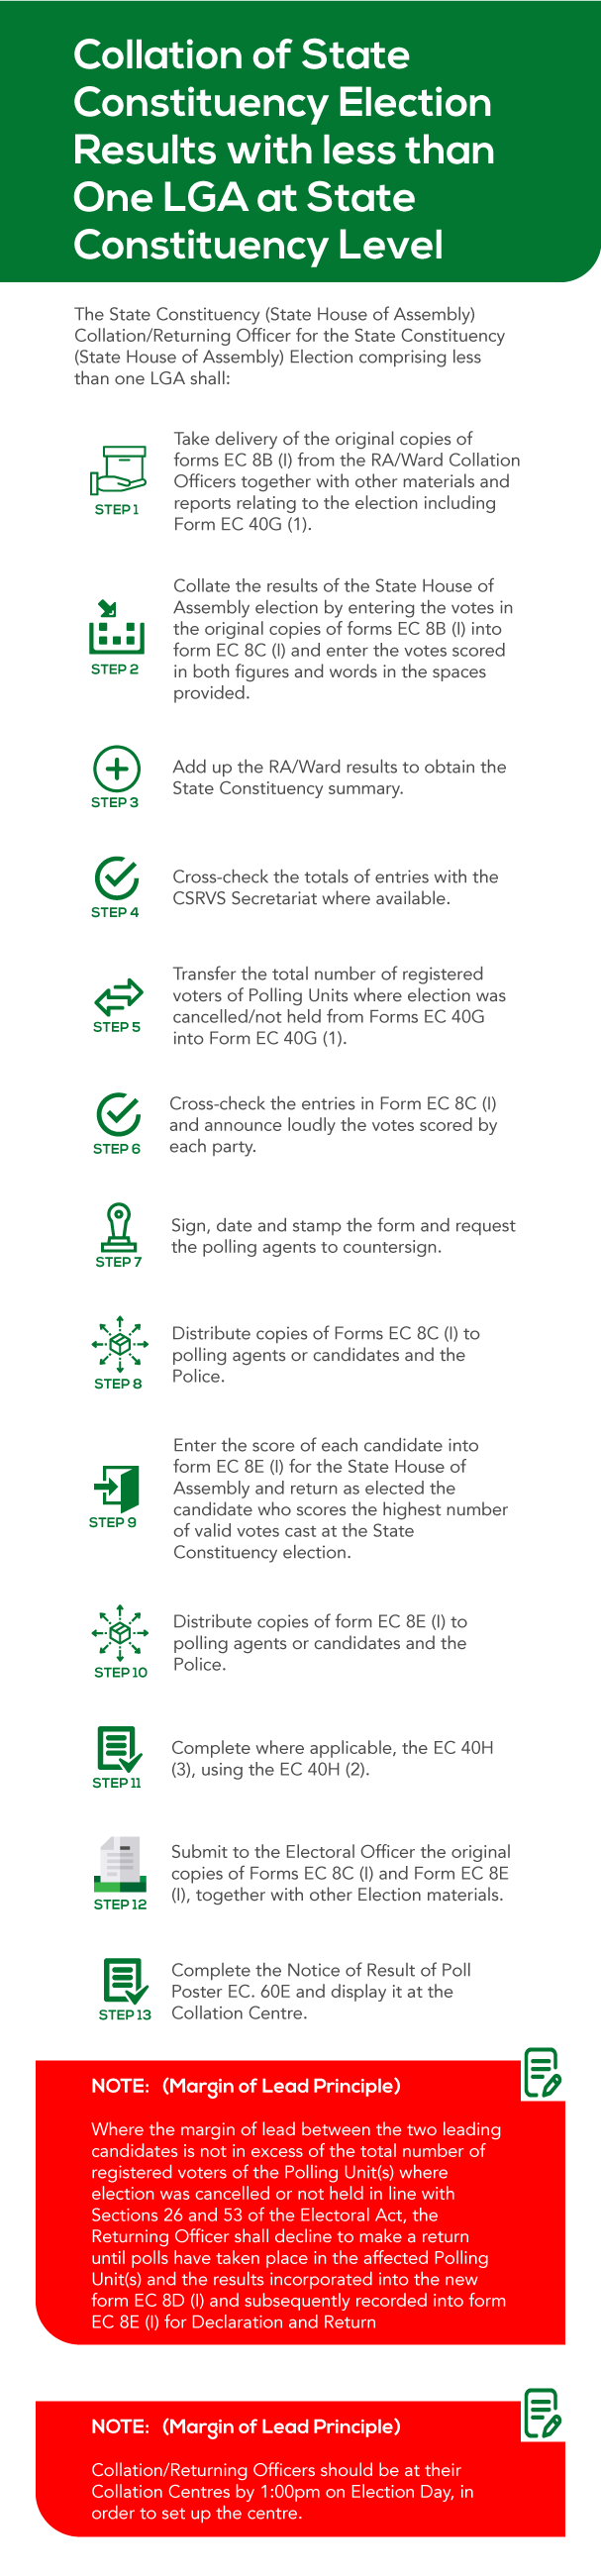 Collation of State
Constituency Election
Results with less than
One LGA at State
Constituency Level
The State Constituency (State House of Assembly)
Collation/Returning Officer for the State Constituency
(State House of Assembly) Election comprising less
than one LGA shall:
STEP 1
Take delivery of the original copies of
forms EC 8B (I) from the RA/Ward Collation
Officers together with other materials and
reports relating to the election including
Form EC 40G (1).
STEP 2
Collate the results of the State House of
Assembly election by entering the votes in
the original copies of forms EC 8B (I) into
form EC 8C (I) and enter the votes scored
in both figures and words in the spaces
provided.
STEP 3
Add up the RA/Ward results to obtain the
State Constituency summary.
STEP 4
Cross-check the totals of entries with the
CSRVS Secretariat where available.
STEP 5
Transfer the total number of registered
voters of Polling Units where election was
cancelled/not held from Forms EC 40G
into Form EC 40G (1).
STEP 6
Cross-check the entries in Form EC 8C (I)
and announce loudly the votes scored by
each party.
STEP 7
Sign, date and stamp the form and request
the polling agents to countersign.
STEP 8
Distribute copies of Forms EC 8C (I) to
polling agents or candidates and the
Police.
STEP 9
Enter the score of each candidate into
form EC 8E (I) for the State House of
Assembly and return as elected the
candidate who scores the highest number
of valid votes cast at the State
Constituency election.
STEP 10
Distribute copies of form EC 8E (I) to
polling agents or candidates and the
Police.
STEP 11
Complete where applicable, the EC 40H
(3), using the EC 40H (2).
STEP 12
Submit to the Electoral Officer the original
copies of Forms EC 8C (I) and Form EC 8E
(I), together with other Election materials.
STEP 13
Complete the Notice of Result of Poll
Poster EC. 60E and display it at the
Collation Centre.
NOTE: (Margin of Lead Principle)
Where the margin of lead between the two leading
candidates is not in excess of the total number of
registered voters of the Polling Unit(s) where
election was cancelled or not held in line with
Sections 26 and 53 of the Electoral Act, the
Returning Officer shall decline to make a return
until polls have taken place in the affected Polling
Unit(s) and the results incorporated into the new
form EC 8D (I) and subsequently recorded into form
EC 8E (I) for Declaration and Return
NOTE: (Margin of Lead Principle)
Collation/Returning Officers should be at their
Collation Centres by 1:00pm on Election Day, in
order to set up the centre.